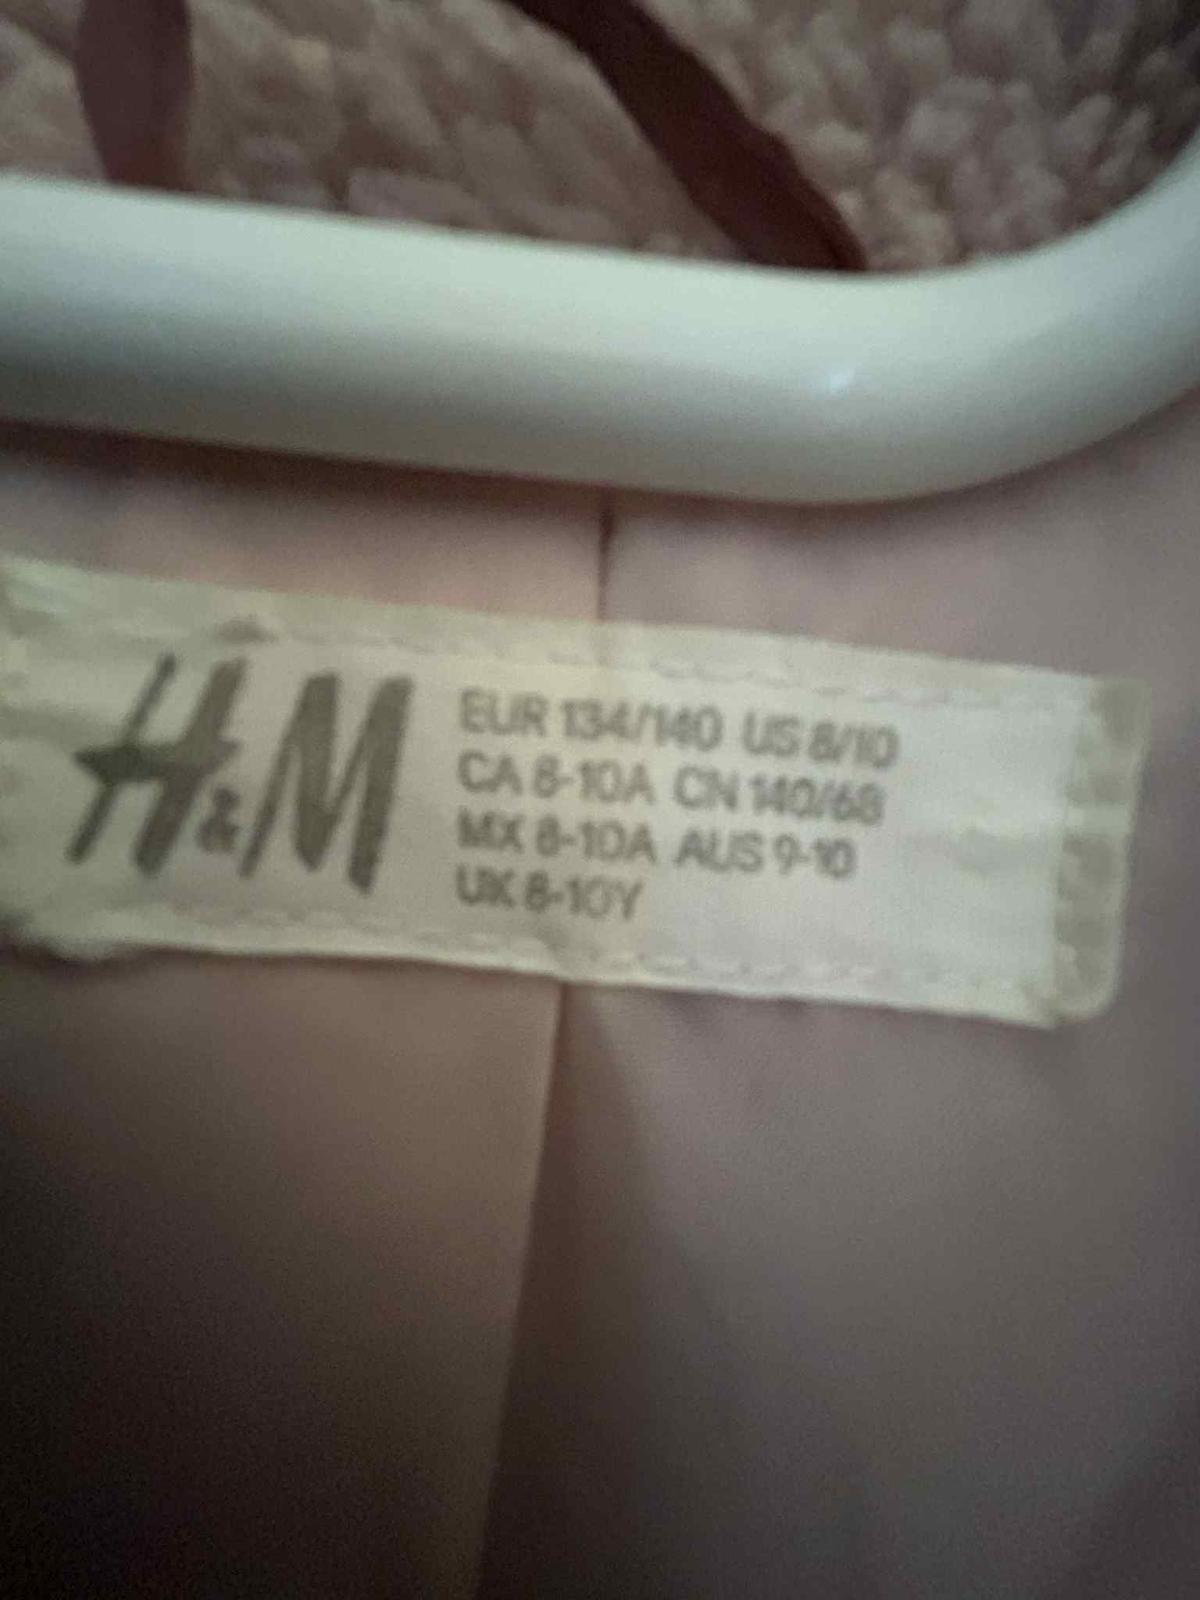 H&M
EUR 134/140 US 8/10
CA 8-10A CN 140/68
MX 8-10A AUS 9-10
UK 8-10Y